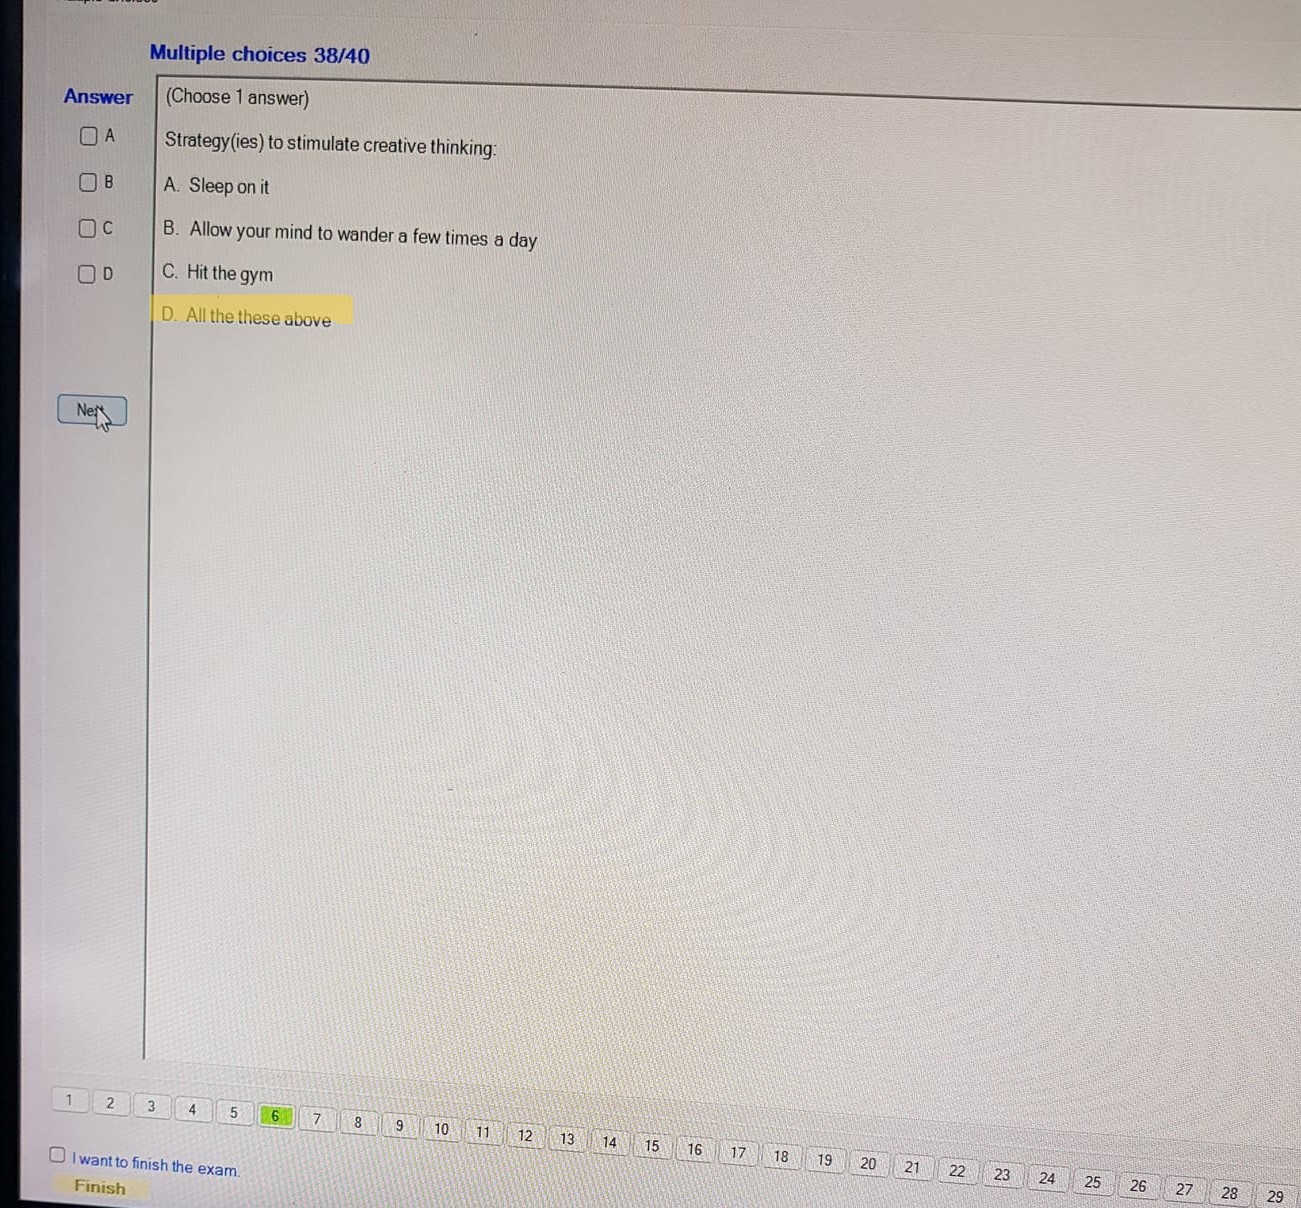 Multiple choices 38/40
Answer
(Choose 1 answer)
A
Strategy(ies) to stimulate creative thinking:
B
A. Sleep on it
C
B. Allow your mind to wander a few times a day
D
C. Hit the gym
D. All the these above
Next
1 2 3 4 5 6 7 8 9 10 11 12 13 14 15 16 17 18 19 20 21 22 23 24 25 26 27 28 29
I want to finish the exam.
Finish